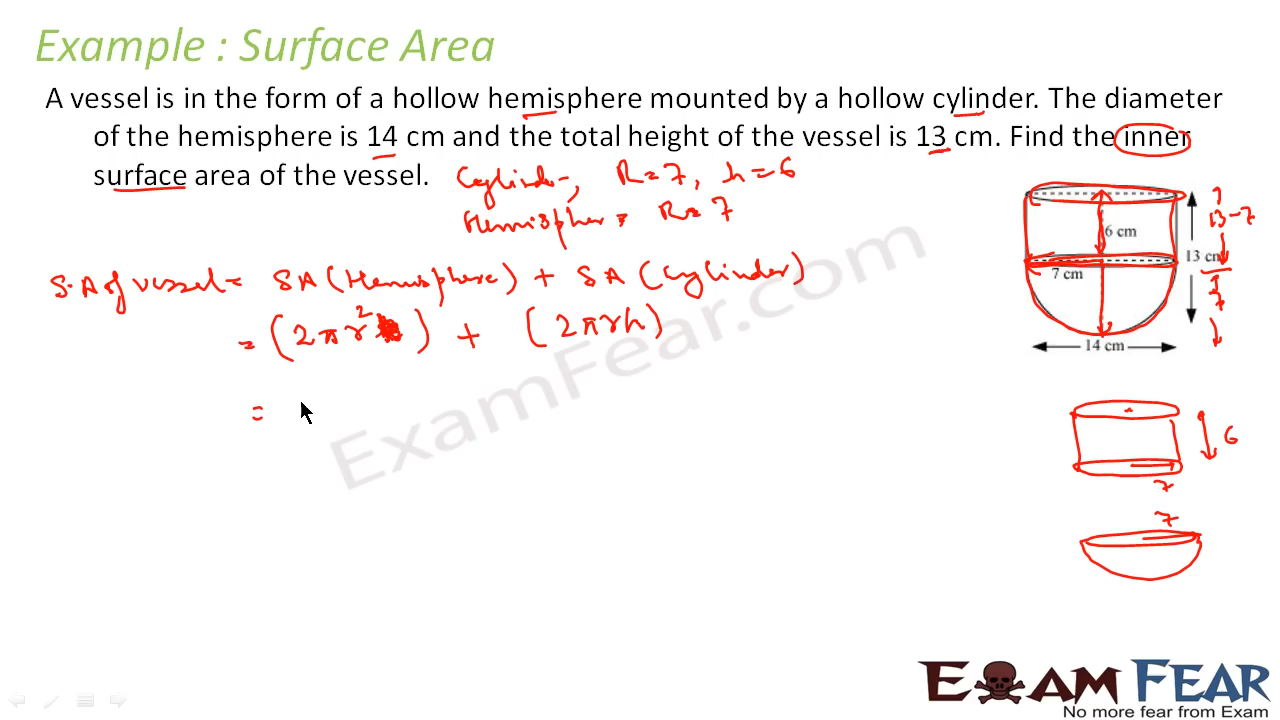 Example : Surface Area
A vessel is in the form of a hollow hemisphere mounted by a hollow cylinder. The diameter
of the hemisphere is 14 cm and the total height of the vessel is 13 cm. Find the inner
surface area of the vessel.
Cylinder, R=7, h=6
Hemisphere, R=7
S.A of vessel = SA (Hemisphere) + SA (Cylinder)
= (2πr²) + (2πrh)
=
6 cm
7 cm
13 cm
14 cm
13-7
7
6
7
7
ExamFear.com
EXAM FEAR
No more fear from Exam